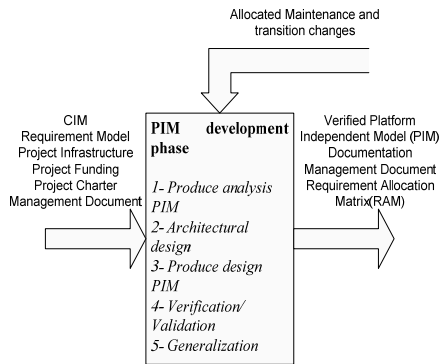 Allocated Maintenance and
transition changes
CIM
Requirement Model
Project Infrastructure
Project Funding
Project Charter
Management Document
PIM development
phase
1- Produce analysis
PIM
2- Architectural
design
3- Produce design
PIM
4- Verification/
Validation
5- Generalization
Verified Platform
Independent Model (PIM)
Documentation
Management Document
Requirement Allocation
Matrix(RAM)